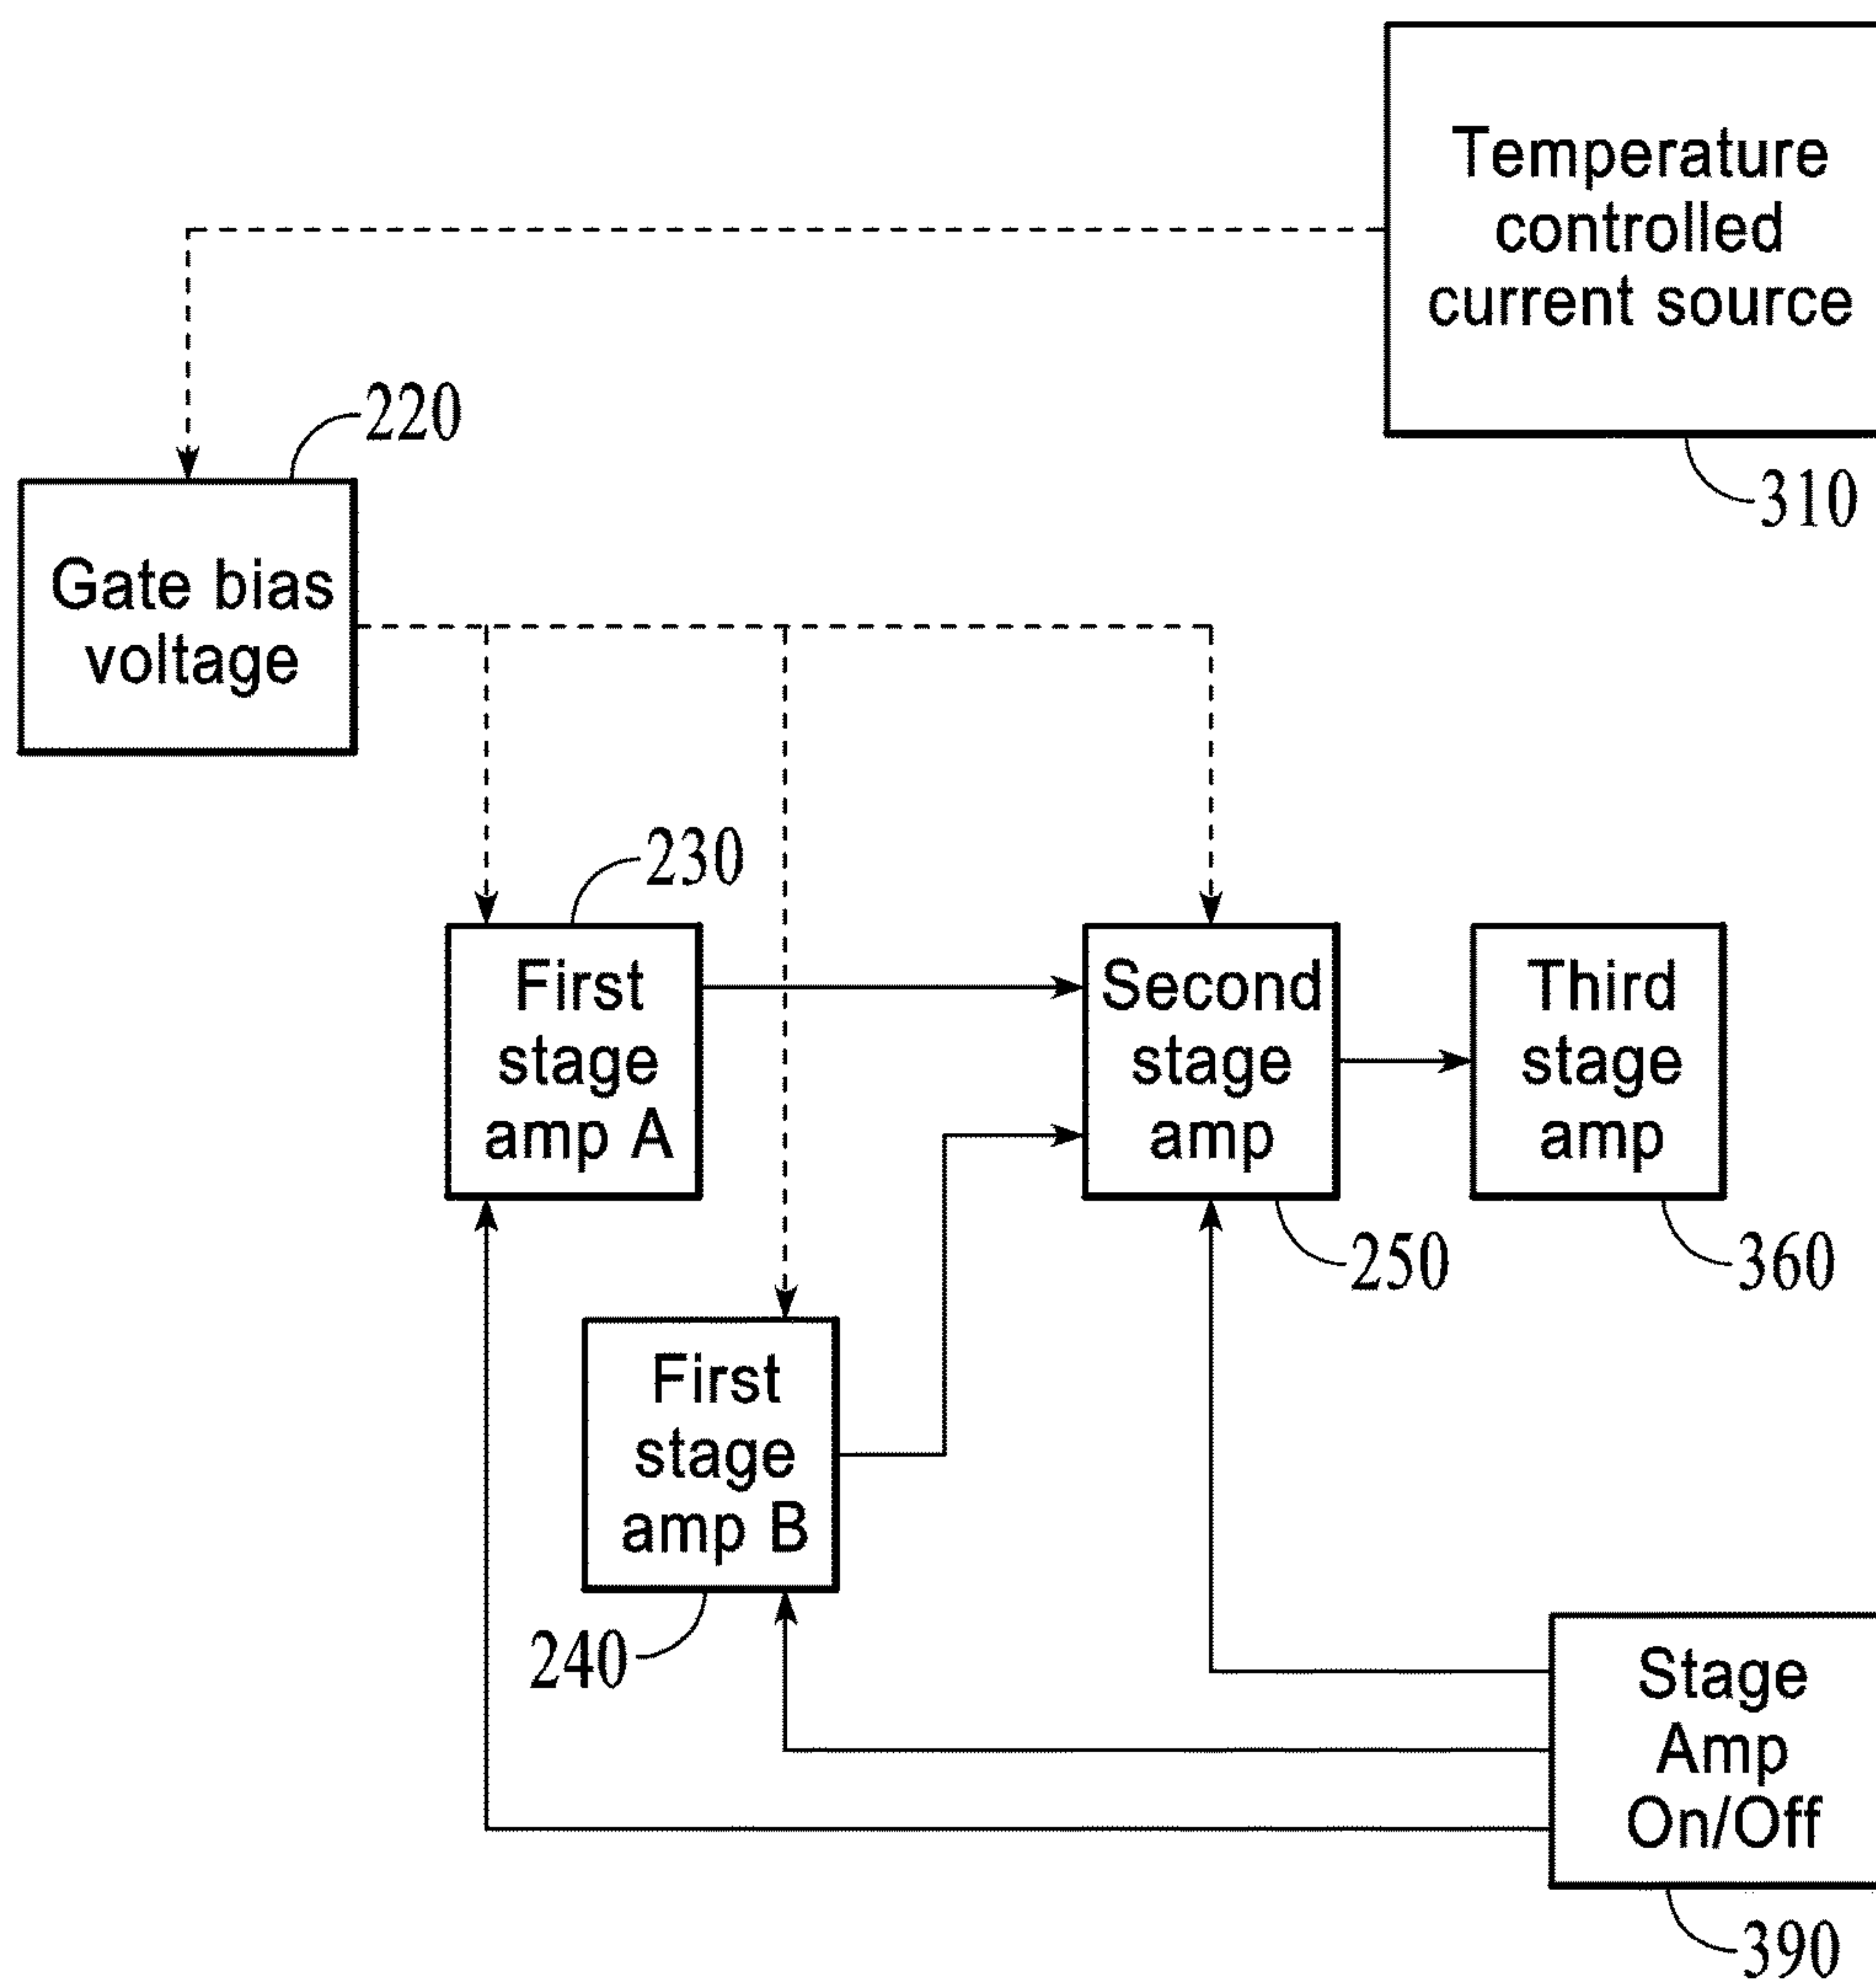 Temperature
controlled
current source
310
220
Gate bias
voltage
230
First
stage
amp A
Second
stage
amp
250
Third
stage
amp
360
First
stage
amp B
240
Stage
Amp
On/Off
390